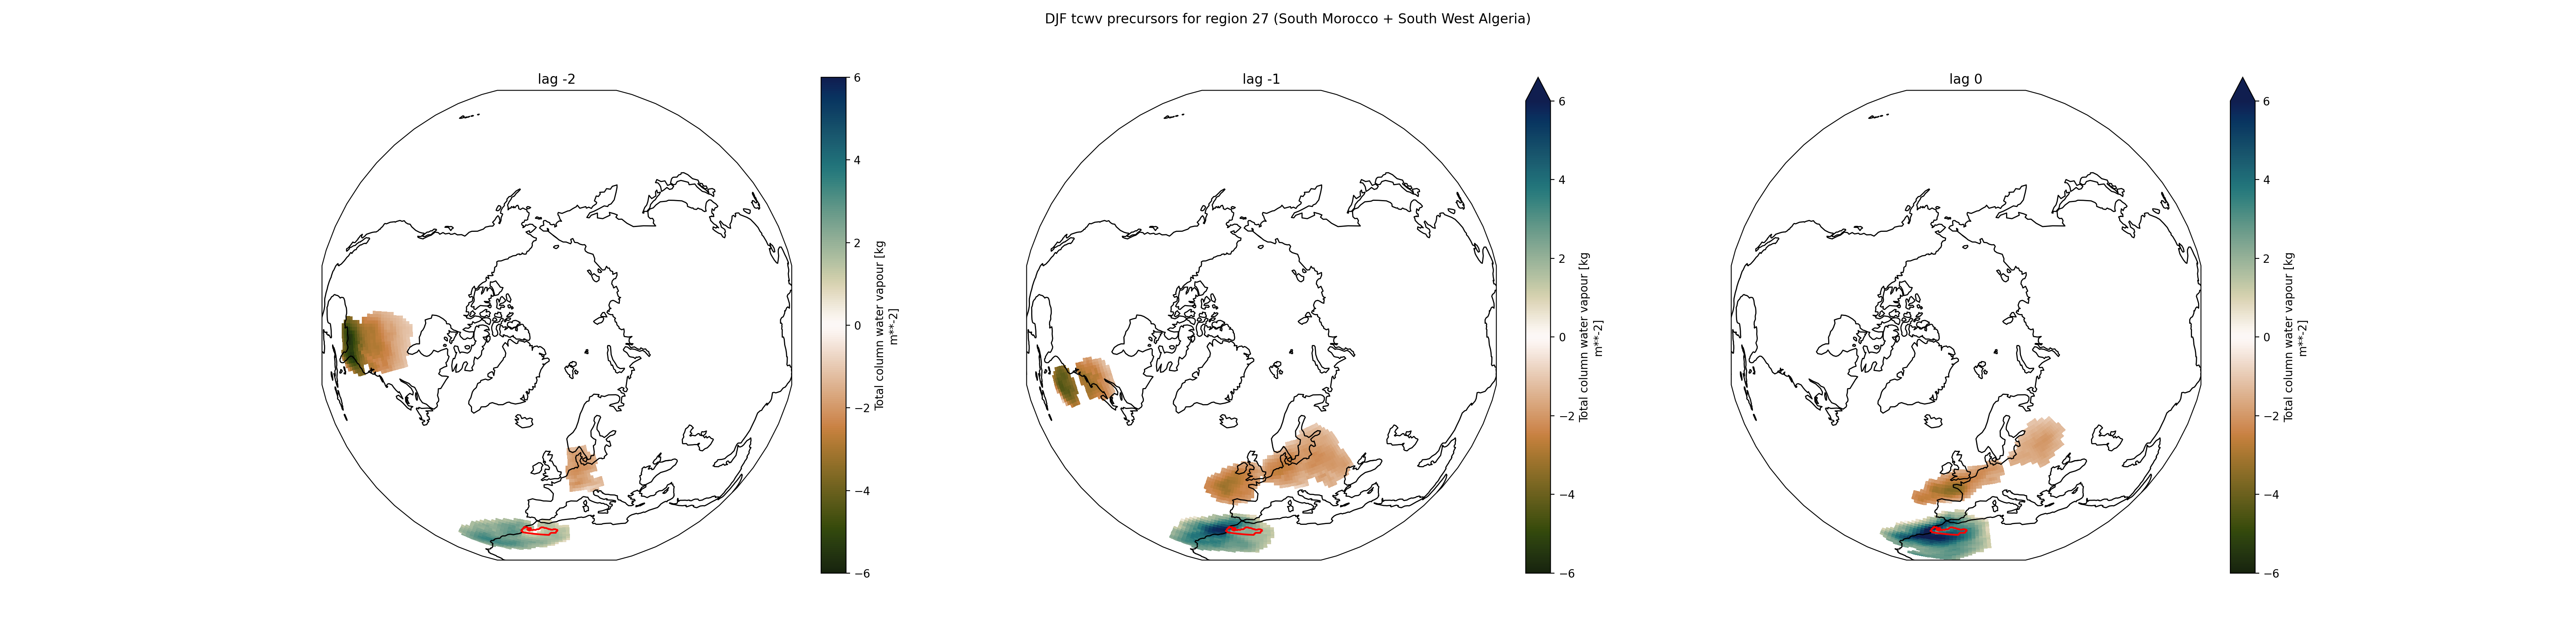 DJF tcwv precursors for region 27 (South Morocco + South West Algeria)
lag -2
6
4
2
0
−2
−4
−6
Total column water vapour [kg
m**-2]
lag -1
6
4
2
0
−2
−4
−6
Total column water vapour [kg
m**-2]
lag 0
6
4
2
0
−2
−4
−6
Total column water vapour [kg
m**-2]